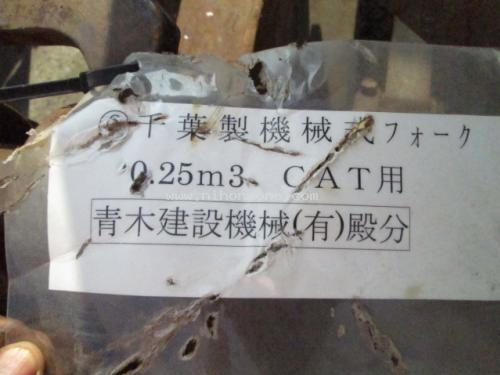 Ⓢ千葉製機械式フォーク
0.25m3 CAT用
青木建設機械(有)殿分